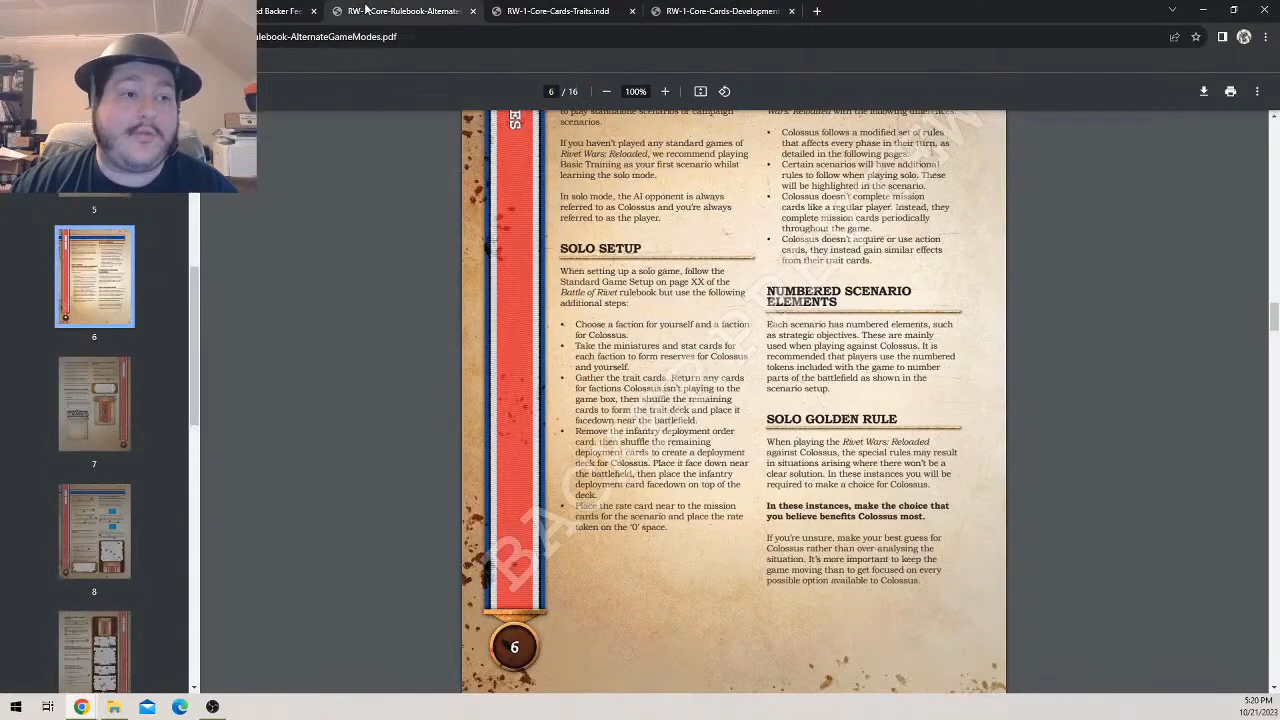 ed Backer Fee
RW-1-Core-Rulebook-Alternate
RW-1-Core-Cards-Traits.indd
RW-1-Core-Cards-Development
ulebook-AlternateGameModes.pdf
6 / 16
100%
5
6
7
8
to play standalone scenarios or campaign
scenarios.
If you haven't played any standard games of
Rivet Wars: Reloaded, we recommend playing
Basic Training as your first scenario whilst
learning the solo mode.
In solo mode, the AI opponent is always
referred to as Colossus and you're always
referred to as the player.
SOLO SETUP
When setting up a solo game, follow the
Standard Game Setup on page XX of the
Battle of Rivet rulebook but use the following
additional steps:
• Choose a faction for yourself and a faction
for Colossus.
• Take the miniatures and stat cards for
each faction to form reserves for Colossus
and yourself.
• Gather the trait cards. Return any cards
for factions Colossus isn't playing to the
game box, then shuffle the remaining
cards to form the trait deck and place it
facedown near the battlefield.
• Remove the infantry deployment order
card, then shuffle the remaining
deployment cards to create a deployment
deck for Colossus. Place it face down near
the battlefield, then place the infantry
deployment card facedown on top of the
deck.
Place the rate card near to the mission
cards for the scenario and place the rate
token on the '0' space.
6
Wars: Reloaded with the following differences:
• Colossus follows a modified set of rules
that affects every phase in their turn, as
detailed in the following pages.
• Certain scenarios will have additional
rules to follow when playing solo. These
will be highlighted in the scenario.
• Colossus doesn't complete mission
cards like a regular player. Instead, they
complete mission cards periodically
throughout the game.
• Colossus doesn't acquire or use action
cards, they instead gain similar effects
from their trait cards.
NUMBERED SCENARIO
ELEMENTS
Each scenario has numbered elements, such
as strategic objectives. These are mainly
used when playing against Colossus. It is
recommended that players use the numbered
tokens included with the game to number
parts of the battlefield as shown in the
scenario setup.
SOLO GOLDEN RULE
When playing the Rivet Wars: Reloaded
against Colossus, the special rules may result
in situations arising where there won't be a
clear solution. In these instances you will be
required to make a choice for Colossus.
In these instances, make the choice that
you believe benefits Colossus most.
If you're unsure, make your best guess for
Colossus rather than over-analysing the
situation. It's more important to keep the
game moving than to get focused on every
possible option available to Colossus.
5:20 PM
10/21/2023